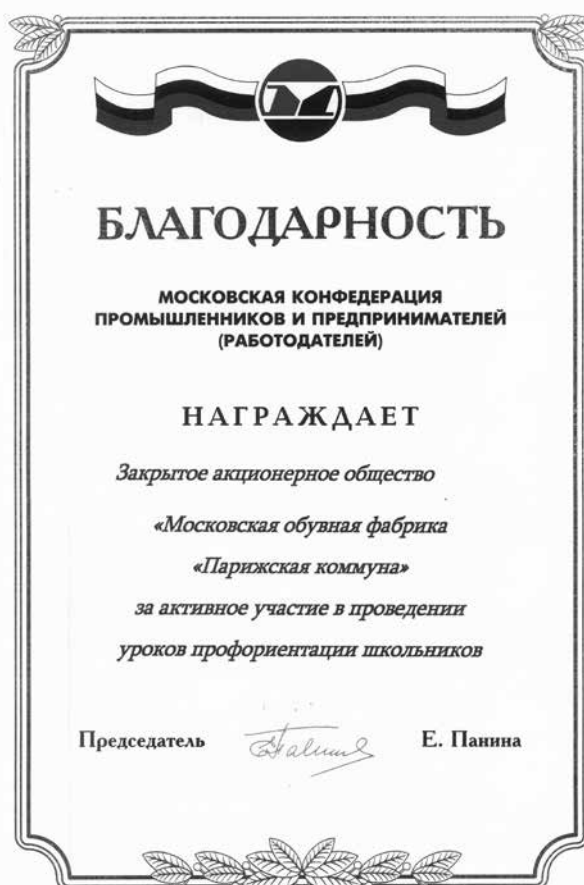 БЛАГОДАРНОСТЬ
МОСКОВСКАЯ КОНФЕДЕРАЦИЯ
ПРОМЫШЛЕННИКОВ И ПРЕДПРИНИМАТЕЛЕЙ
(РАБОТОДАТЕЛЕЙ)
НАГРАЖДАЕТ
Закрытое акционерное общество
«Московская обувная фабрика
«Парижская коммуна»
за активное участие в проведении
уроков профориентации школьников
Председатель Е. Панина